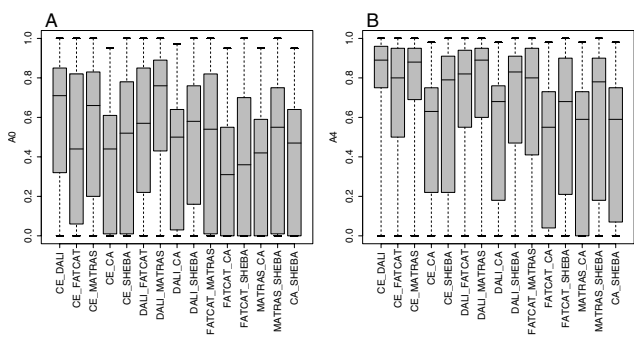 A
B
A0
1.0
0.8
0.6
0.4
0.2
0.0
CE_DALI
CE_FATCAT
CE_MATRAS
CE_CA
CE_SHEBA
DALI_FATCAT
DALI_MATRAS
DALI_CA
DALI_SHEBA
FATCAT_MATRAS
FATCAT_CA
FATCAT_SHEBA
MATRAS_CA
MATRAS_SHEBA
CA_SHEBA
A4
1.0
0.8
0.6
0.4
0.2
0.0
CE_DALI
CE_FATCAT
CE_MATRAS
CE_CA
CE_SHEBA
DALI_FATCAT
DALI_MATRAS
DALI_CA
DALI_SHEBA
FATCAT_MATRAS
FATCAT_CA
FATCAT_SHEBA
MATRAS_CA
MATRAS_SHEBA
CA_SHEBA